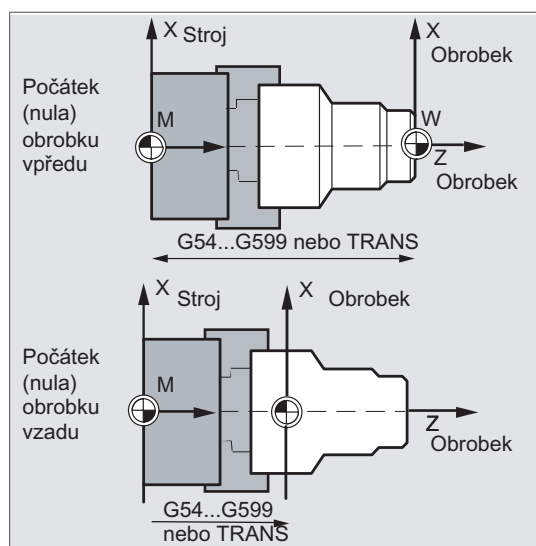 X Stroj
X
Obrobek
Počátek
(nula)
obrobku
vpředu
M
W
Z
Obrobek
G54...G599 nebo TRANS
X Stroj
X Obrobek
Počátek
(nula)
obrobku
vzadu
M
Z
Obrobek
G54...G599
nebo TRANS